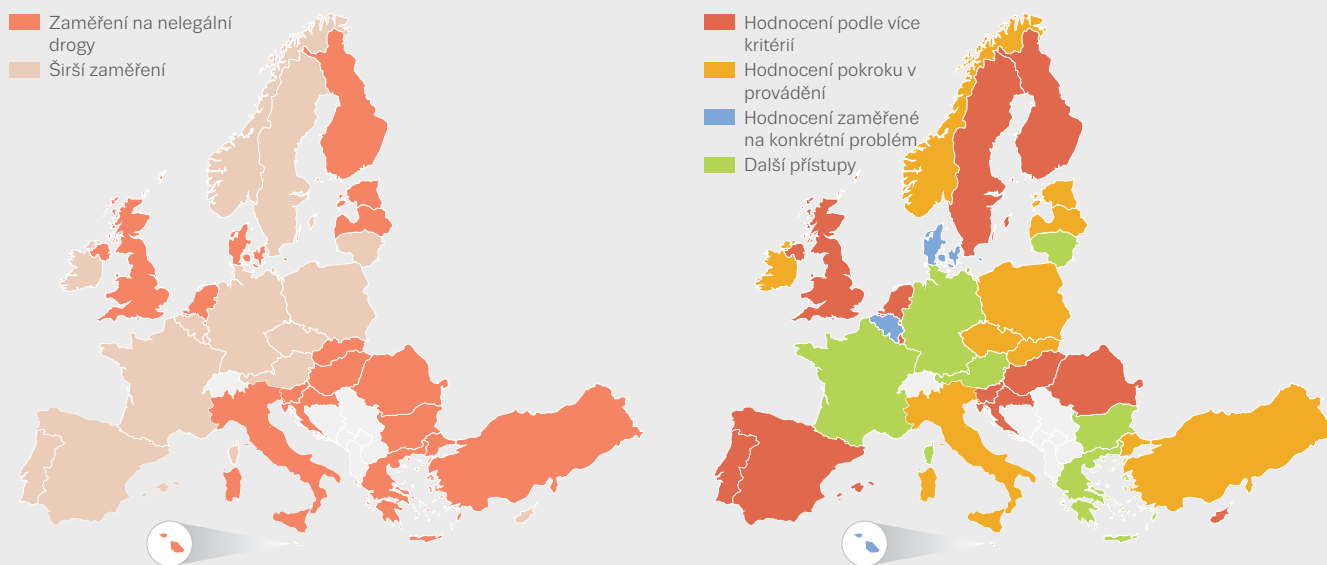 Zaměření na nelegální
drogy
Širší zaměření
Hodnocení podle více
kritérií
Hodnocení pokroku v
provádění
Hodnocení zaměřené
na konkrétní problém
Další přístupy